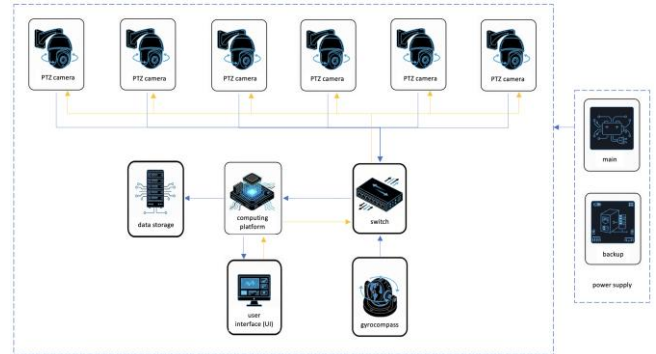 PTZ camera
PTZ camera
PTZ camera
PTZ camera
PTZ camera
PTZ camera
main
data storage
computing
platform
switch
backup
user
interface (UI)
gyrocompass
power supply